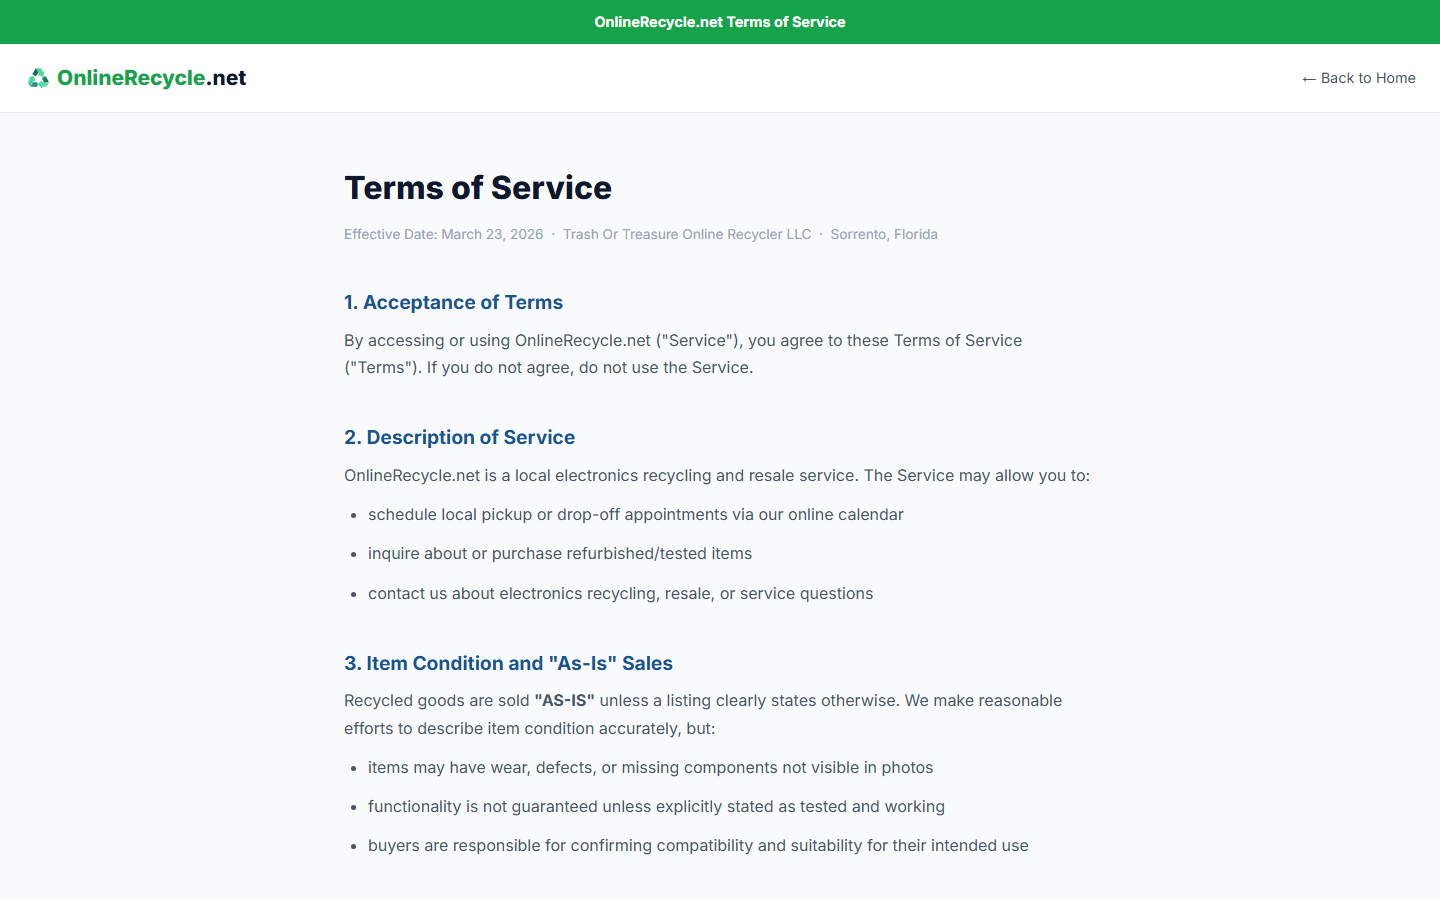 OnlineRecycle.net Terms of Service
OnlineRecycle.net
← Back to Home
Terms of Service
Effective Date: March 23, 2026 · Trash Or Treasure Online Recycler LLC · Sorrento, Florida
1. Acceptance of Terms
By accessing or using OnlineRecycle.net ("Service"), you agree to these Terms of Service
("Terms"). If you do not agree, do not use the Service.
2. Description of Service
OnlineRecycle.net is a local electronics recycling and resale service. The Service may allow you to:
• schedule local pickup or drop-off appointments via our online calendar
• inquire about or purchase refurbished/tested items
• contact us about electronics recycling, resale, or service questions
3. Item Condition and "As-Is" Sales
Recycled goods are sold "AS-IS" unless a listing clearly states otherwise. We make reasonable
efforts to describe item condition accurately, but:
• items may have wear, defects, or missing components not visible in photos
• functionality is not guaranteed unless explicitly stated as tested and working
• buyers are responsible for confirming compatibility and suitability for their intended use